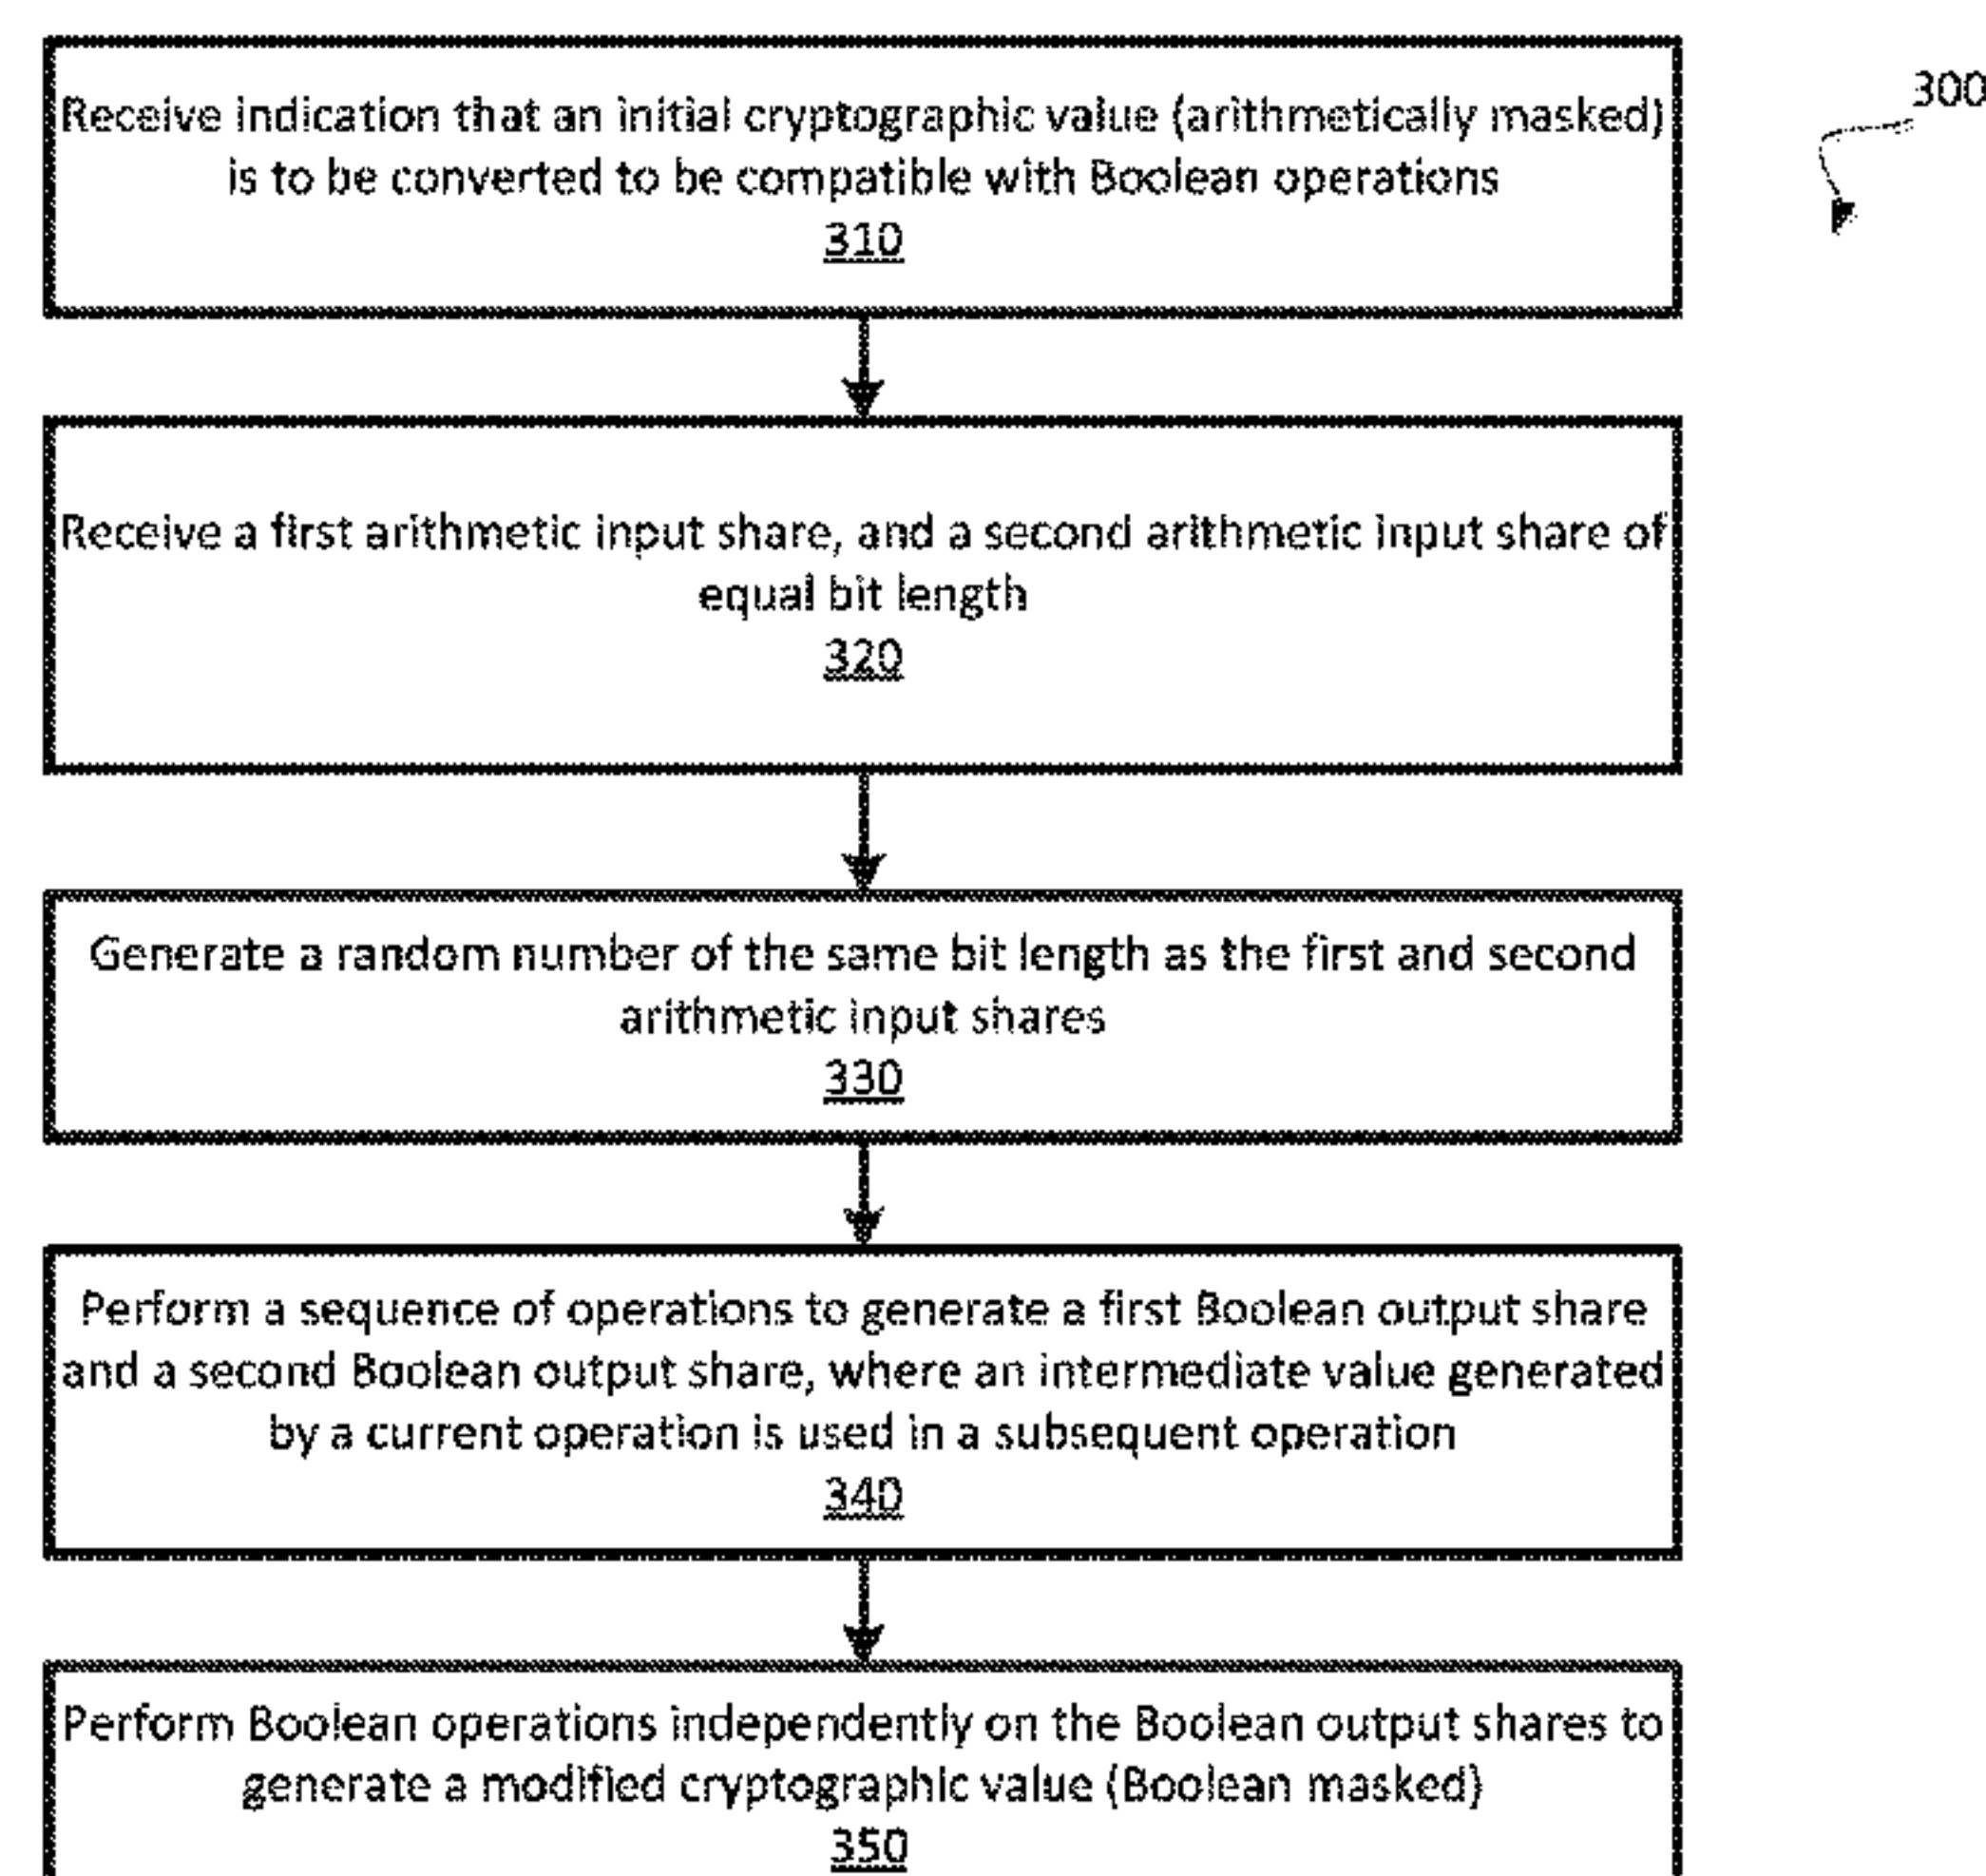 Receive indication that an initial cryptographic value (arithmetically masked)
is to be converted to be compatible with Boolean operations
310
300
Receive a first arithmetic input share, and a second arithmetic input share of
equal bit length
320
Generate a random number of the same bit length as the first and second
arithmetic input shares
330
Perform a sequence of operations to generate a first Boolean output share
and a second Boolean output share, where an intermediate value generated
by a current operation is used in a subsequent operation
340
Perform Boolean operations independently on the Boolean output shares to
generate a modified cryptographic value (Boolean masked)
350